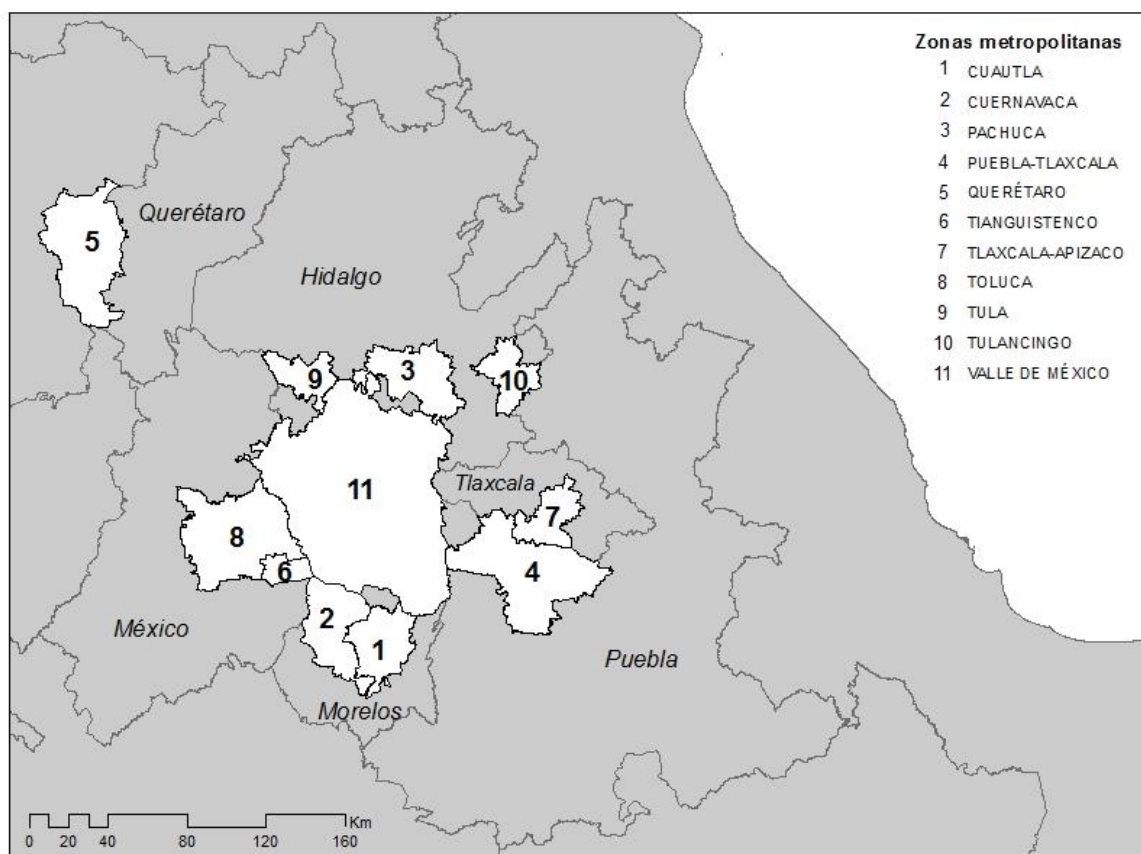 Zonas metropolitanas
1 CUAUTLA
2 CUERNAVACA
3 PACHUCA
4 PUEBLA-TLAXCALA
5 QUERÉTARO
6 TIANGUISTENCO
7 TLAXCALA-APIZACO
8 TOLUCA
9 TULA
10 TULANCINGO
11 VALLE DE MÉXICO
Querétaro
5
Hidalgo
9
3
10
11
Tlaxcala
7
8
6
4
2
1
México
Puebla
Morelos
Km
0 20 40 80 120 160